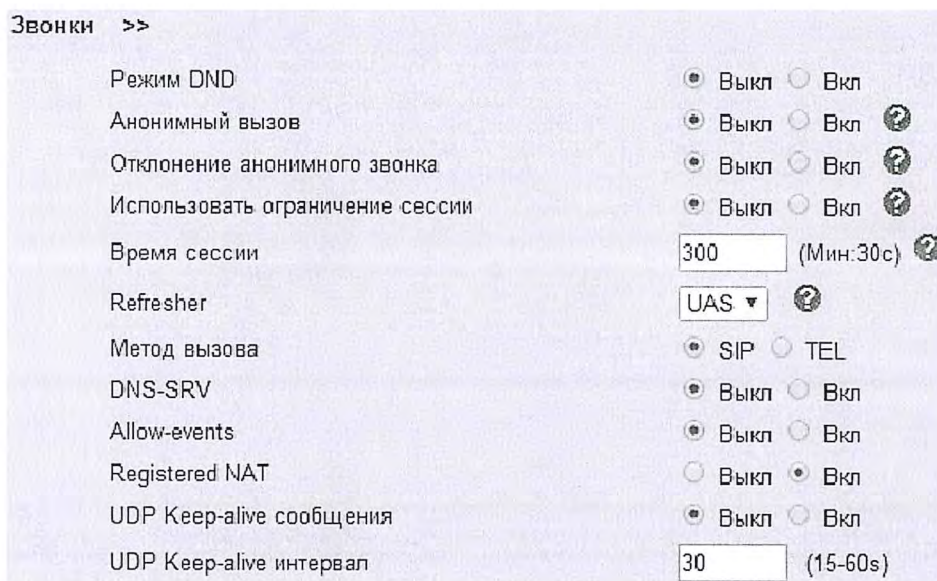 Звонки >>
Режим DND Выкл Вкл
Анонимный вызов Выкл Вкл ?
Отклонение анонимного звонка Выкл Вкл ?
Использовать ограничение сессии Выкл Вкл ?
Время сессии 300 (Мин:30с) ?
Refresher UAS ?
Метод вызова SIP TEL
DNS-SRV Выкл Вкл
Allow-events Выкл Вкл
Registered NAT Выкл Вкл
UDP Keep-alive сообщения Выкл Вкл
UDP Keep-alive интервал 30 (15-60s)